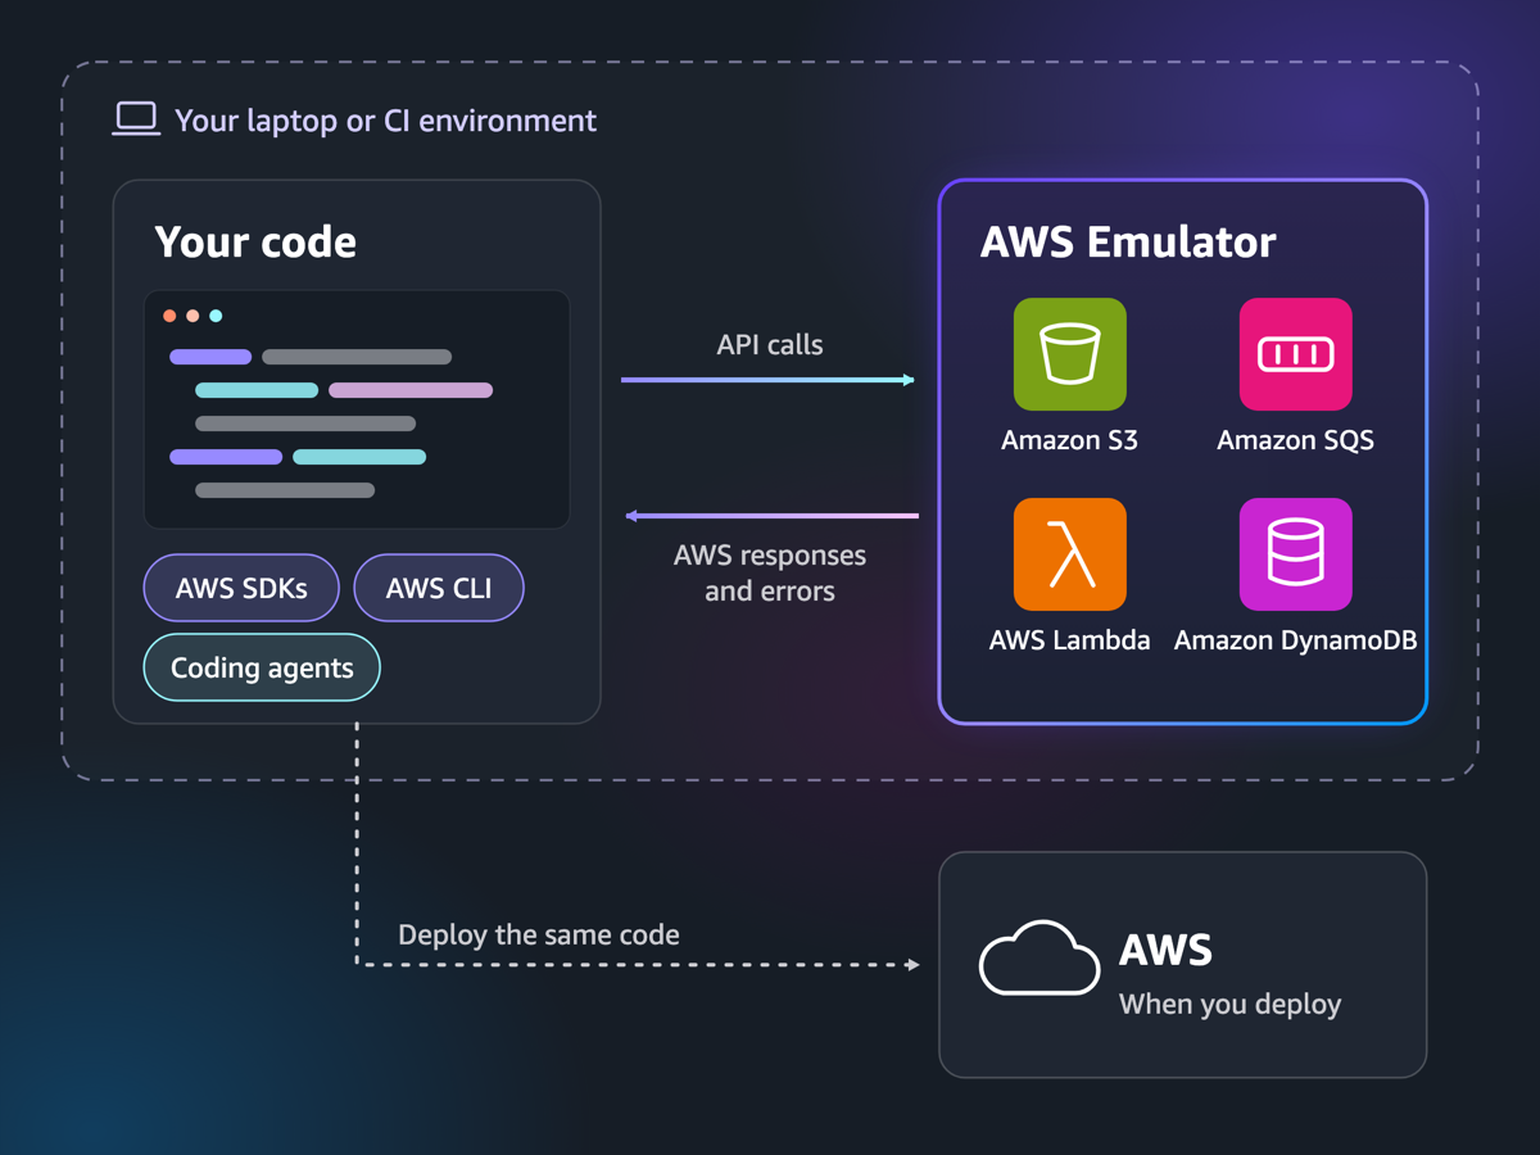 Your laptop or CI environment
Your code
AWS SDKs
AWS CLI
Coding agents
API calls
AWS responses
and errors
AWS Emulator
Amazon S3
Amazon SQS
AWS Lambda
Amazon DynamoDB
Deploy the same code
AWS
When you deploy